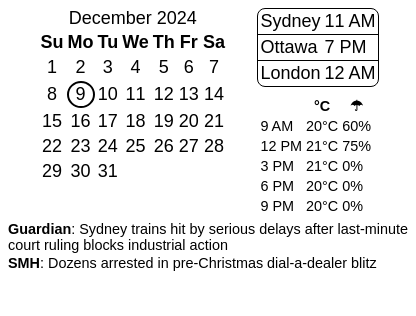 December 2024
Su Mo Tu We Th Fr Sa
1 2 3 4 5 6 7
8 9 10 11 12 13 14
15 16 17 18 19 20 21
22 23 24 25 26 27 28
29 30 31
Sydney 11 AM
Ottawa 7 PM
London 12 AM
°C ☂
9 AM 20°C 60%
12 PM 21°C 75%
3 PM 21°C 0%
6 PM 20°C 0%
9 PM 20°C 0%
Guardian: Sydney trains hit by serious delays after last-minute
court ruling blocks industrial action
SMH: Dozens arrested in pre-Christmas dial-a-dealer blitz